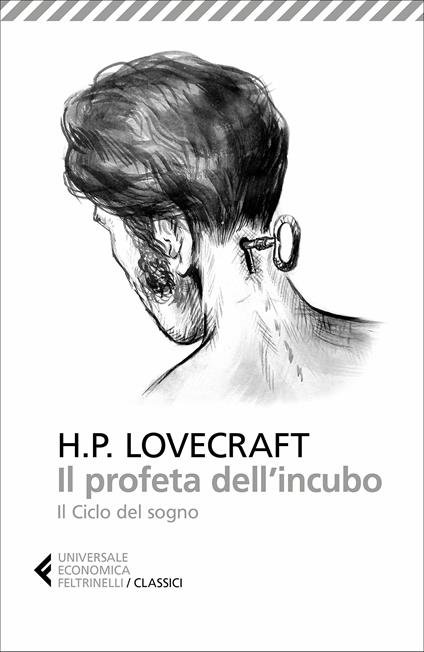 H.P. LOVECRAFT
Il profeta dell'incubo
Il Ciclo del sogno
UNIVERSALE
ECONOMICA
FELTRINELLI / CLASSICI